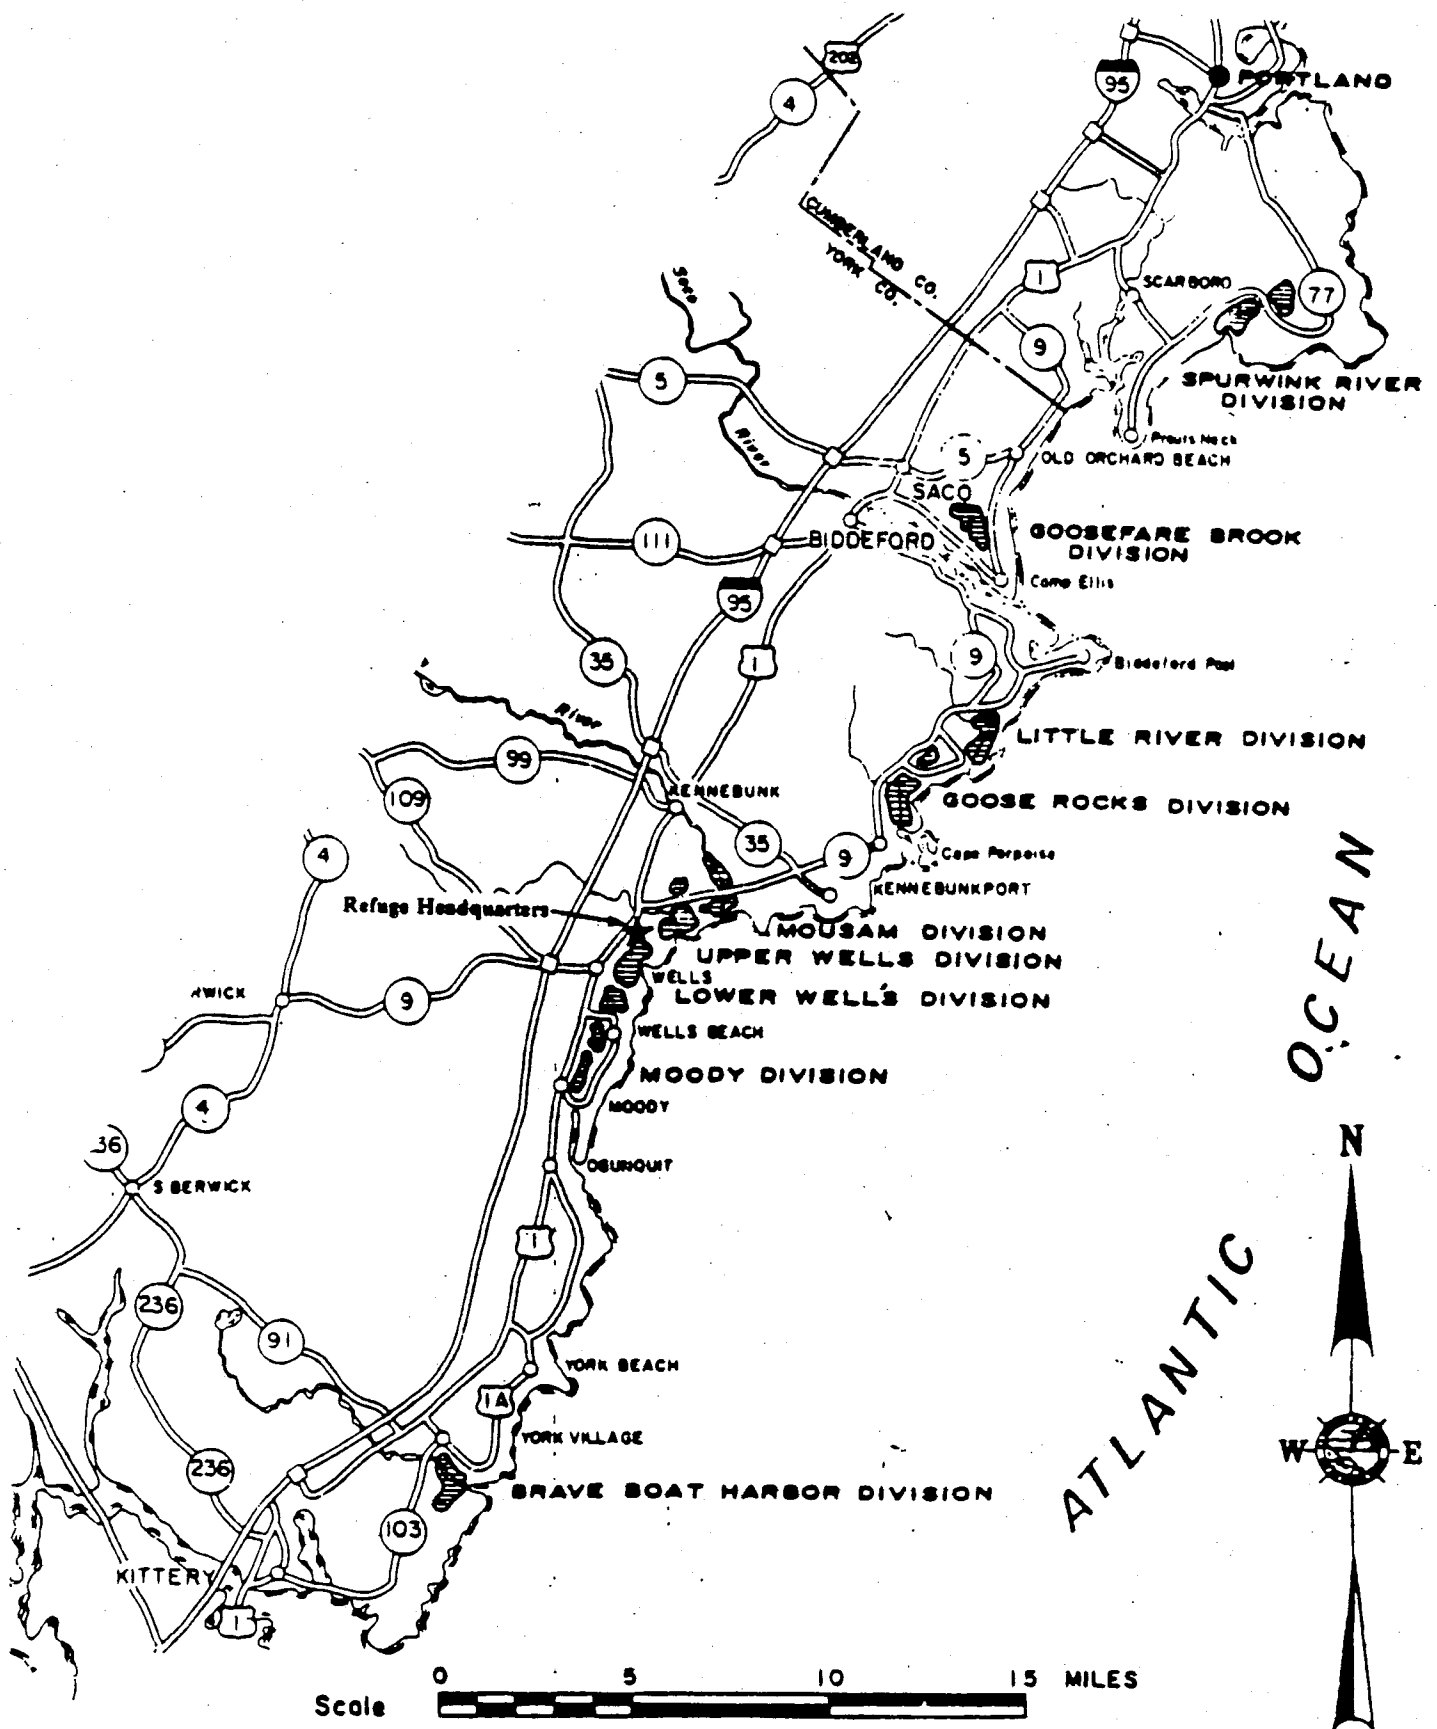 202
95
PORTLAND
4
CUMBERLAND CO.
YORK CO.
Saco
1
SCARBORO
77
9
5
SPURWINK RIVER
DIVISION
River
Prouts Neck
5
OLD ORCHARD BEACH
SACO
111
BIDDEFORD
GOOSEFARE BROOK
DIVISION
Camp Ellis
95
35
1
9
Biddeford Pool
River
LITTLE RIVER DIVISION
99
109
KENNEBUNK
GOOSE ROCKS DIVISION
4
35
9
Cape Porpoise
KENNEBUNKPORT
Refuge Headquarters
MOUSAM DIVISION
UPPER WELLS DIVISION
WELLS
RWICK
9
LOWER WELL'S DIVISION
WELLS BEACH
MOODY DIVISION
MOODY
4
36
OGUNQUIT
S BERWICK
1
236
91
YORK BEACH
1A
YORK VILLAGE
236
BRAVE BOAT HARBOR DIVISION
103
KITTERY
1
ATLANTIC OCEAN
N
W E
0 5 10 15 MILES
Scale